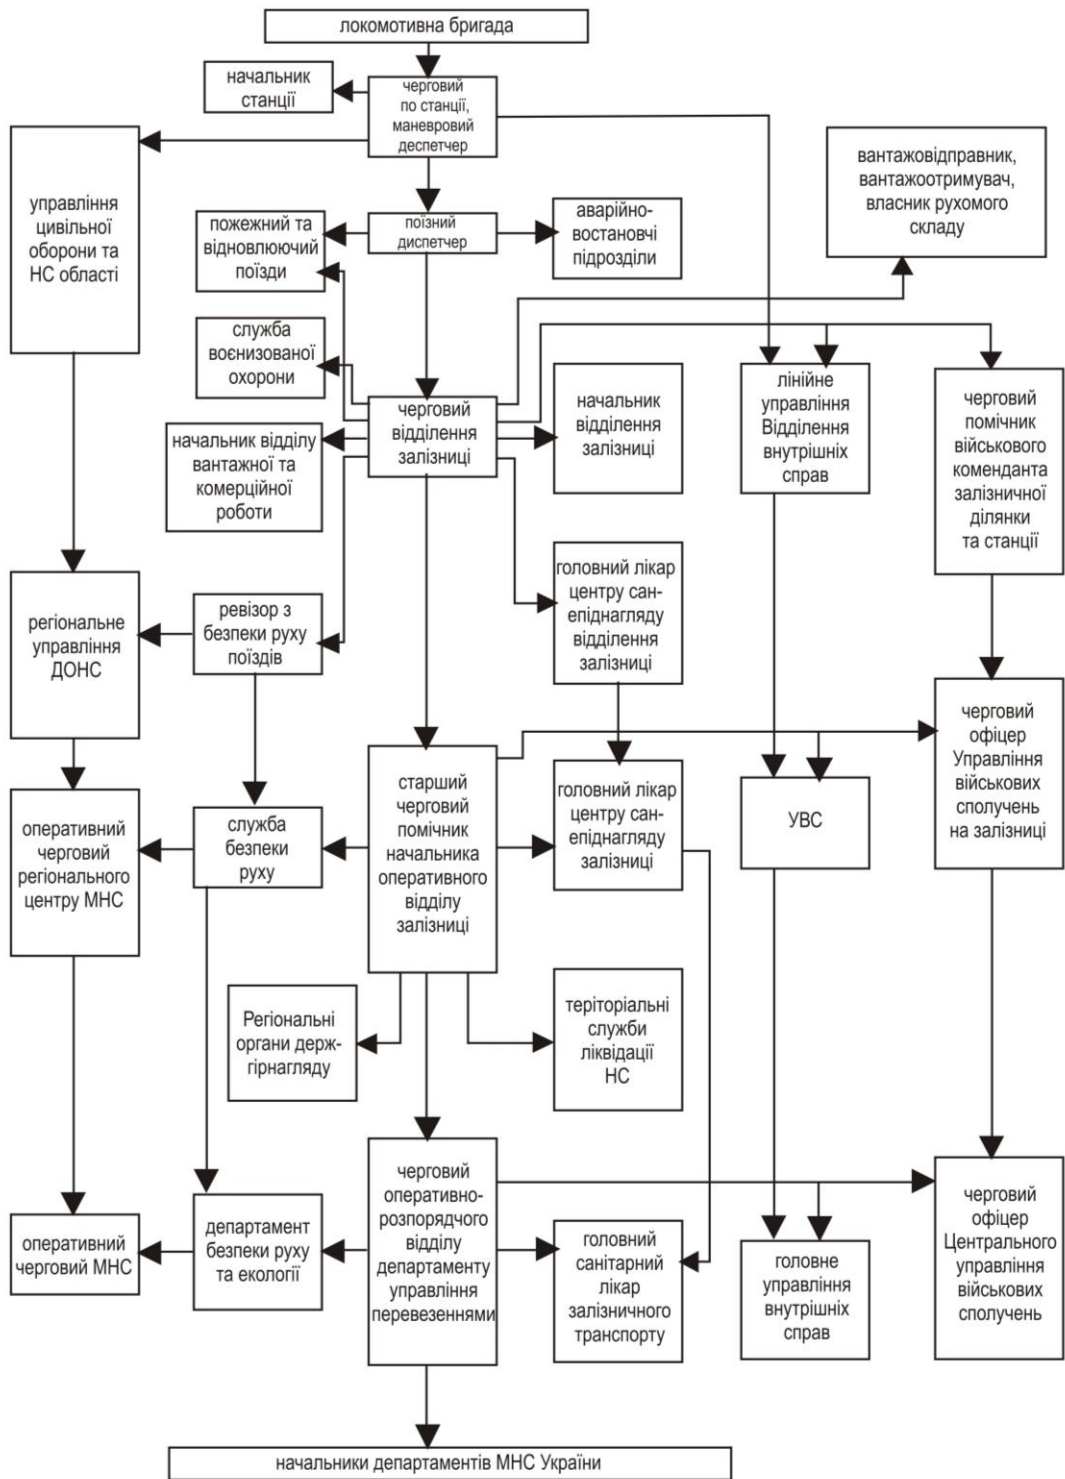 локомотивна бригада
начальник
станції
черговий
по станції,
маневровий
деспетчер
управління
цивільної
оборони та
НС області
пожежний та
відновлюючий
поїзди
поїзний
диспетчер
аварійно-
востановчі
підрозділи
вантажовідправник,
вантажоотримувач,
власник рухомого
складу
служба
воєнизованої
охорони
черговий
відділення
залізниці
начальник
відділення
залізниці
лінійне
управління
Відділення
внутрішніх
справ
черговий
помічник
військового
коменданта
залізничної
ділянки
та станції
начальник відділу
вантажної та
комерційної
роботи
головний лікар
центру сан-
епіднагляду
відділення
залізниці
регіональне
управління
ДОНС
ревізор з
безпеки руху
поїздів
черговий
офіцер
Управління
військових
сполучень
на залізниці
старший
черговий
помічник
начальника
оперативного
відділу
залізниці
головний лікар
центру сан-
епіднагляду
залізниці
УВС
оперативний
черговий
регіонального
центру МНС
служба
безпеки
руху
Регіональні
органи держ-
гірнагляду
теріторіальні
служби
ліквідації
НС
черговий
оперативно-
розпорядчого
відділу
департаменту
управління
перевезеннями
оперативний
черговий МНС
департамент
безпеки руху
та екології
головний
санітарний
лікар
залізничного
транспорту
головне
управління
внутрішніх
справ
черговий
офіцер
Центрального
управління
військових
сполучень
начальники департаментів МНС України